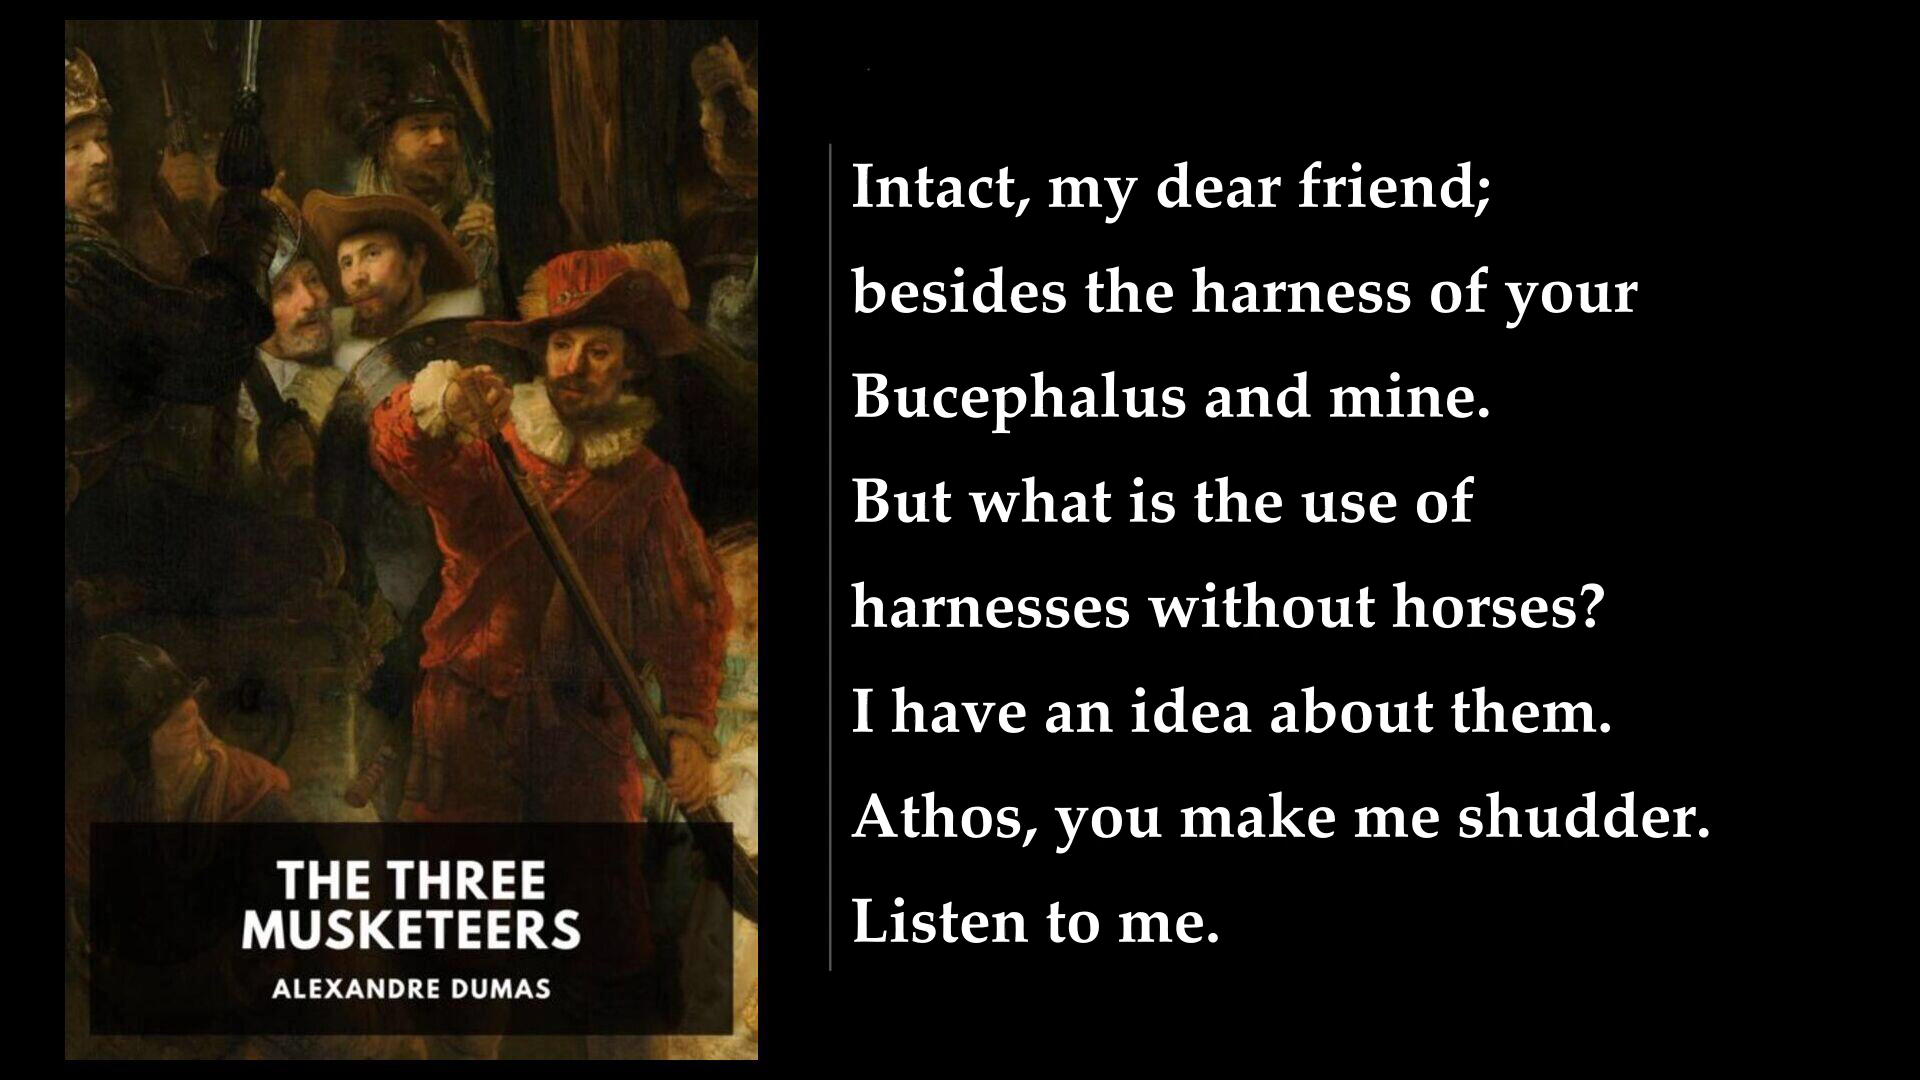 THE THREE
MUSKETEERS
ALEXANDRE DUMAS
Intact, my dear friend;
besides the harness of your
Bucephalus and mine.
But what is the use of
harnesses without horses?
I have an idea about them.
Athos, you make me shudder.
Listen to me.